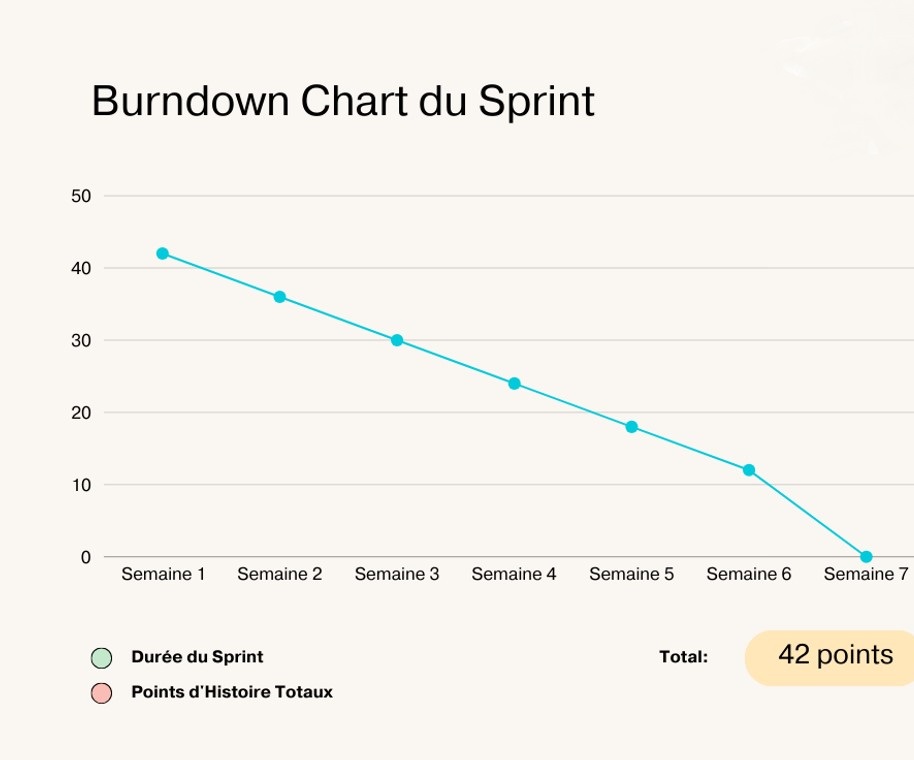 Burndown Chart du Sprint
50
40
30
20
10
0
Semaine 1 Semaine 2 Semaine 3 Semaine 4 Semaine 5 Semaine 6 Semaine 7
Durée du Sprint
Total: 42 points
Points d'Histoire Totaux